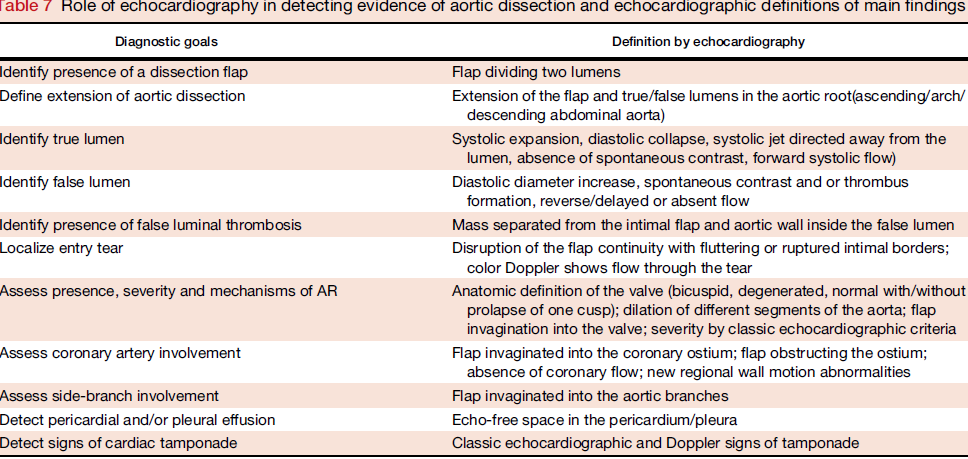 Table 7 Role of echocardiography in detecting evidence of aortic dissection and echocardiographic definitions of main findings
Diagnostic goals
Definition by echocardiography
Identify presence of a dissection flap
Flap dividing two lumens
Define extension of aortic dissection
Extension of the flap and true/false lumens in the aortic root(ascending/arch/
descending abdominal aorta)
Identify true lumen
Systolic expansion, diastolic collapse, systolic jet directed away from the
lumen, absence of spontaneous contrast, forward systolic flow)
Identify false lumen
Diastolic diameter increase, spontaneous contrast and or thrombus
formation, reverse/delayed or absent flow
Identify presence of false luminal thrombosis
Mass separated from the intimal flap and aortic wall inside the false lumen
Localize entry tear
Disruption of the flap continuity with fluttering or ruptured intimal borders;
color Doppler shows flow through the tear
Assess presence, severity and mechanisms of AR
Anatomic definition of the valve (bicuspid, degenerated, normal with/without
prolapse of one cusp); dilation of different segments of the aorta; flap
invagination into the valve; severity by classic echocardiographic criteria
Assess coronary artery involvement
Flap invaginated into the coronary ostium; flap obstructing the ostium;
absence of coronary flow; new regional wall motion abnormalities
Assess side-branch involvement
Flap invaginated into the aortic branches
Detect pericardial and/or pleural effusion
Echo-free space in the pericardium/pleura
Detect signs of cardiac tamponade
Classic echocardiographic and Doppler signs of tamponade